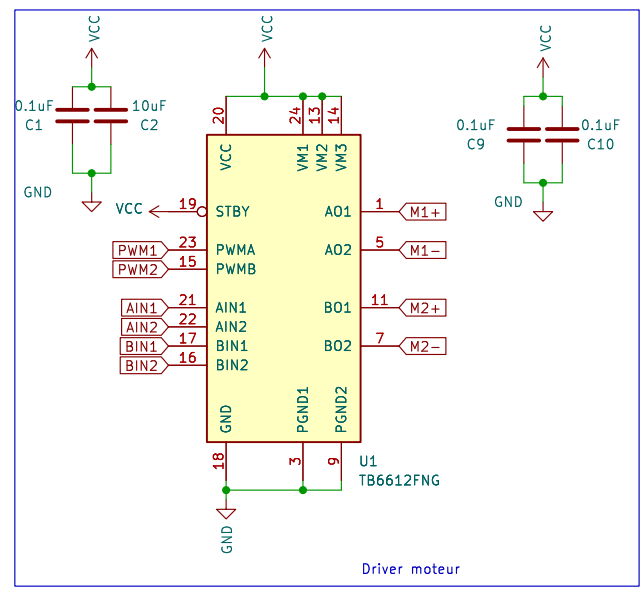 VCC
VCC
VCC
0.1uF
C1
10uF
C2
GND
0.1uF
C9
0.1uF
C10
GND
20
24
13
14
VCC
VM1
VM2
VM3
VCC
19
STBY
PWM1
23
PWMA
PWM2
15
PWMB
AIN1
21
AIN1
AIN2
22
AIN2
BIN1
17
BIN1
BIN2
16
BIN2
AO1
1
M1+
AO2
5
M1-
BO1
11
M2+
BO2
7
M2-
GND
PGND1
PGND2
18
3
9
U1
TB6612FNG
GND
Driver moteur